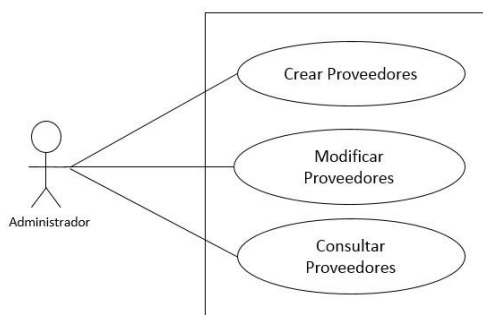 Crear Proveedores
Modificar
Proveedores
Administrador
Consultar
Proveedores